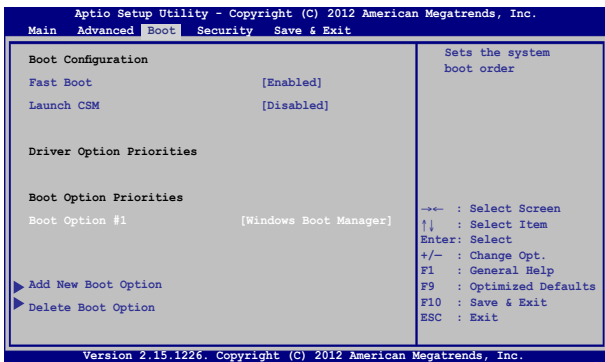 Aptio Setup Utility - Copyright (C) 2012 American Megatrends, Inc.
Main Advanced Boot Security Save & Exit
Boot Configuration
Fast Boot [Enabled]
Launch CSM [Disabled]
Driver Option Priorities
Boot Option Priorities
Boot Option #1 [Windows Boot Manager]
Add New Boot Option
Delete Boot Option
Sets the system
boot order
→← : Select Screen
↑↓ : Select Item
Enter: Select
+/— : Change Opt.
F1 : General Help
F9 : Optimized Defaults
F10 : Save & Exit
ESC : Exit
Version 2.15.1226. Copyright (C) 2012 American Megatrends, Inc.